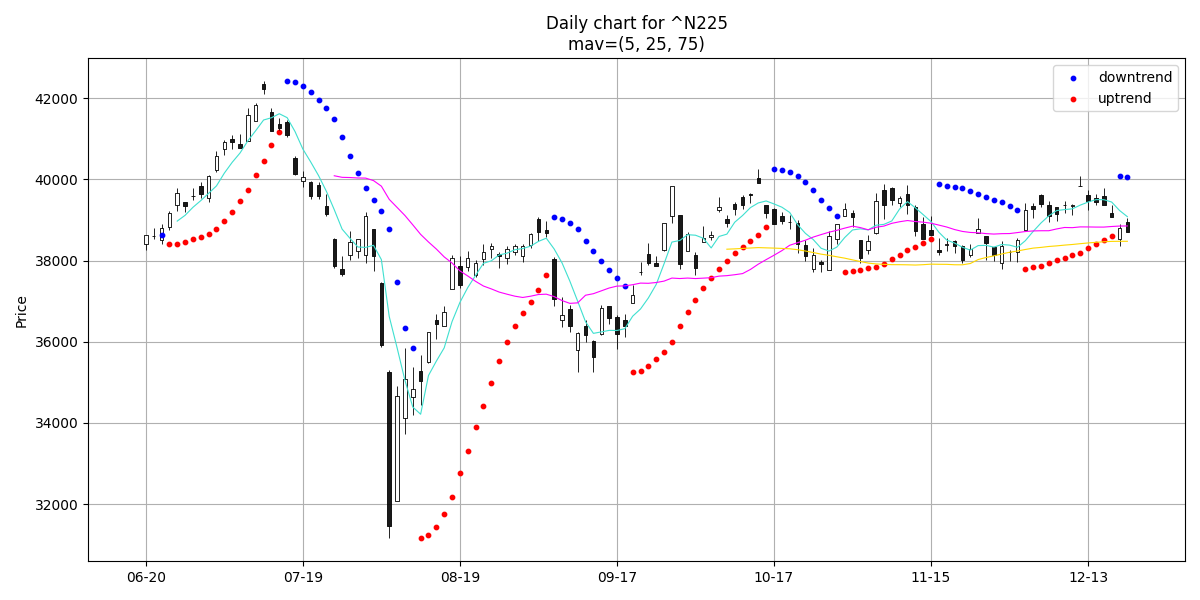 Daily chart for ^N225
mav=(5, 25, 75)
downtrend
uptrend
Price
42000
40000
38000
36000
34000
32000
06-20
07-19
08-19
09-17
10-17
11-15
12-13